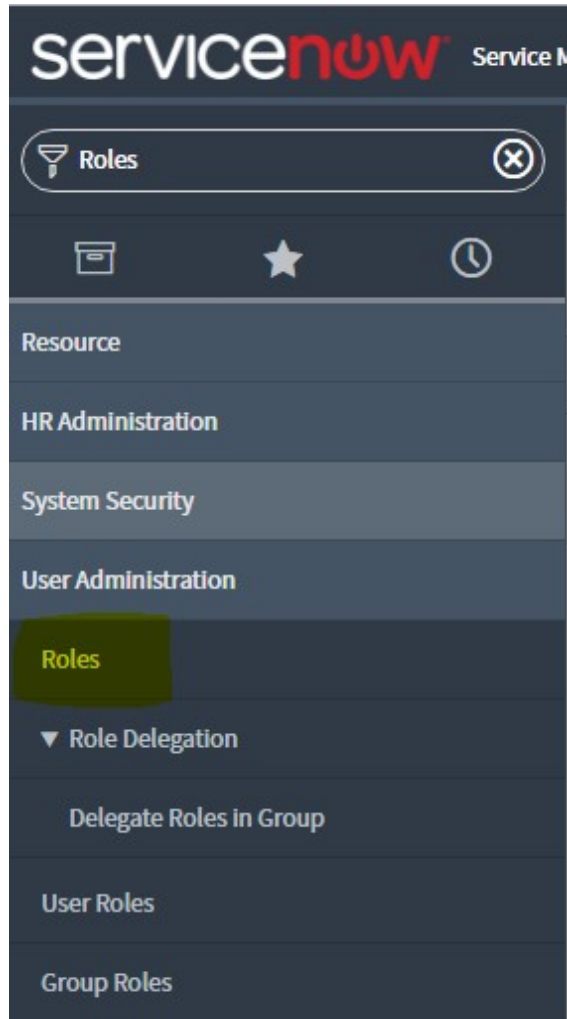 servicenow Service M
Roles
Resource
HR Administration
System Security
User Administration
Roles
Role Delegation
Delegate Roles in Group
User Roles
Group Roles